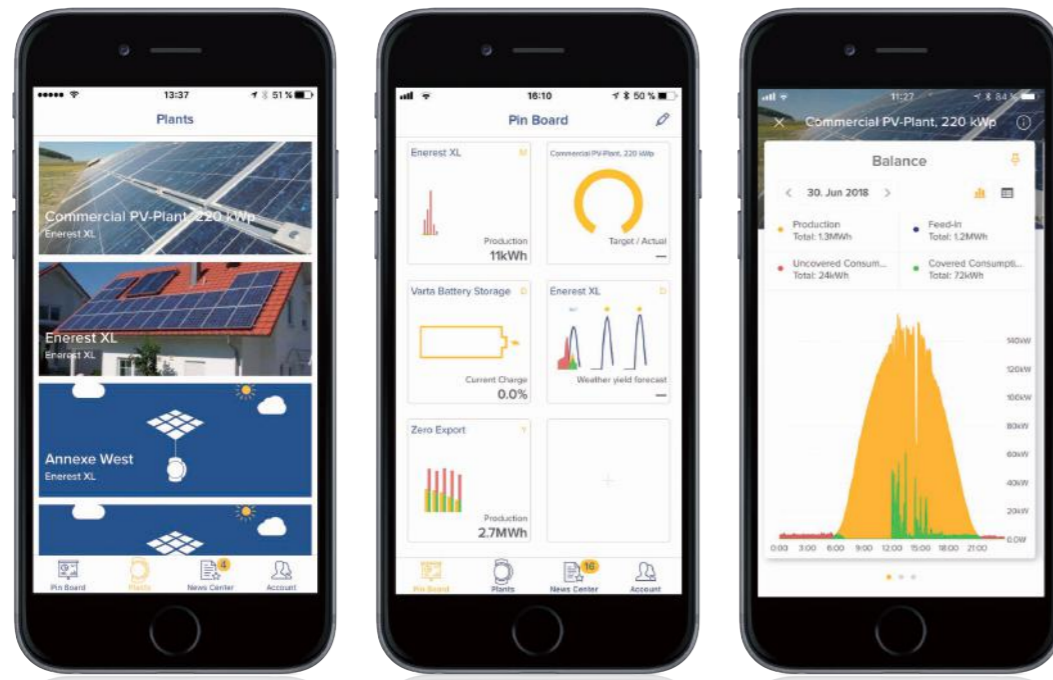 13:37
51 %
Plants
Commercial PV-Plant, 220 kWp
Enerest XL
Enerest XL
Enerest XL
Annexe West
Enerest XL
Pin Board
Plants
4
News Center
Account
16:10
50 %
Pin Board
Enerest XL
M
Production
11kWh
Commercial PV-Plant, 220 kWp
Target / Actual
—
Varta Battery Storage
D
Current Charge
0.0%
Enerest XL
D
Weather yield forecast
—
Zero Export
Y
Production
2.7MWh
+
Pin Board
Plants
16
News Center
Account
11:27
84 %
Commercial PV-Plant, 220 kWp
Balance
< 30. Jun 2018 >
Production
Total: 1.3MWh
Feed-In
Total: 1.2MWh
Uncovered Consum...
Total: 24kWh
Covered Consumpti...
Total: 72kWh
140kW
120kW
100kW
80kW
60kW
40kW
20kW
0.0W
0:00 3:00 6:00 9:00 12:00 15:00 18:00 21:00